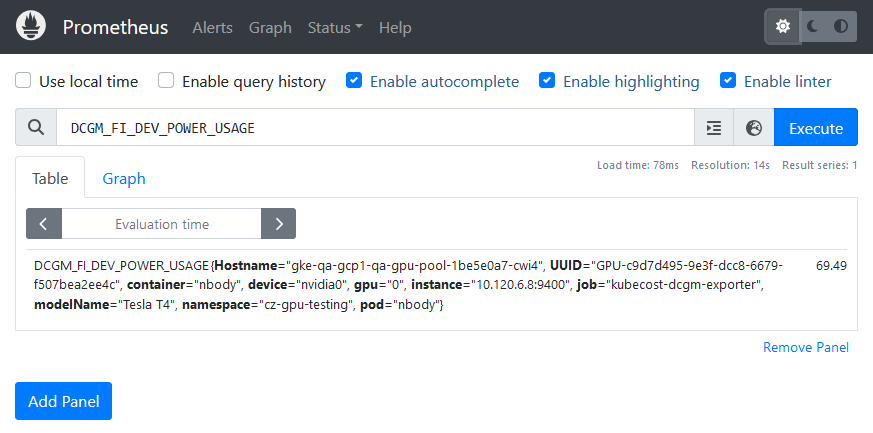 Prometheus Alerts Graph Status Help
Use local time Enable query history Enable autocomplete Enable highlighting Enable linter
DCGM_FI_DEV_POWER_USAGE Execute
Load time: 78ms Resolution: 14s Result series: 1
Table Graph
Evaluation time
DCGM_FI_DEV_POWER_USAGE{Hostname="gke-qa-gcp1-qa-gpu-pool-1be5e0a7-cwi4", UUID="GPU-c9d7d495-9e3f-dcc8-6679- 69.49
f507bea2ee4c", container="nbody", device="nvidia0", gpu="0", instance="10.120.6.8:9400", job="kubecost-dcgm-exporter",
modelName="Tesla T4", namespace="cz-gpu-testing", pod="nbody"}
Remove Panel
Add Panel